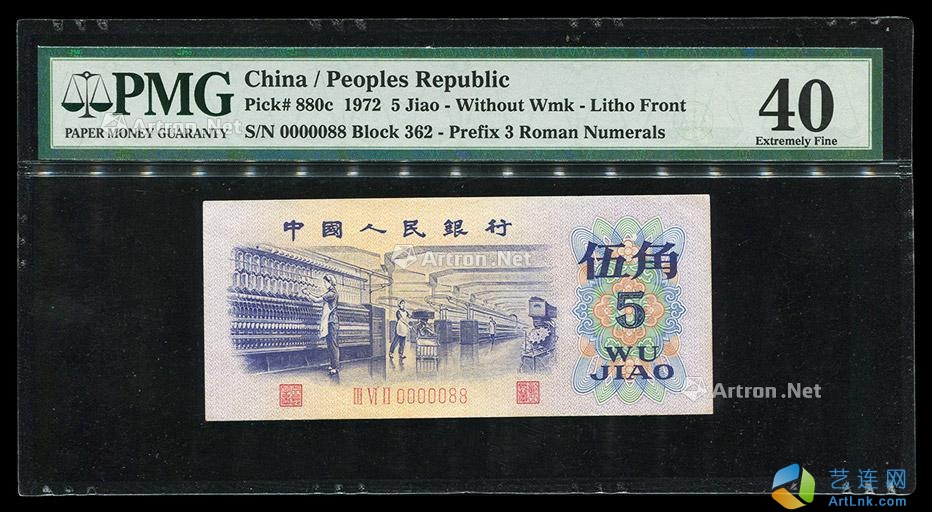 PMG
PAPER MONEY GUARANTY
China / Peoples Republic
Pick# 880c 1972 5 Jiao - Without Wmk - Litho Front
S/N 0000088 Block 362 - Prefix 3 Roman Numerals
40
Extremely Fine
中國人民銀行
Artron.Net
伍角
5
WU
JIAO
III VI II 0000088
Artron.Net
艺连网
ArtLnk.com